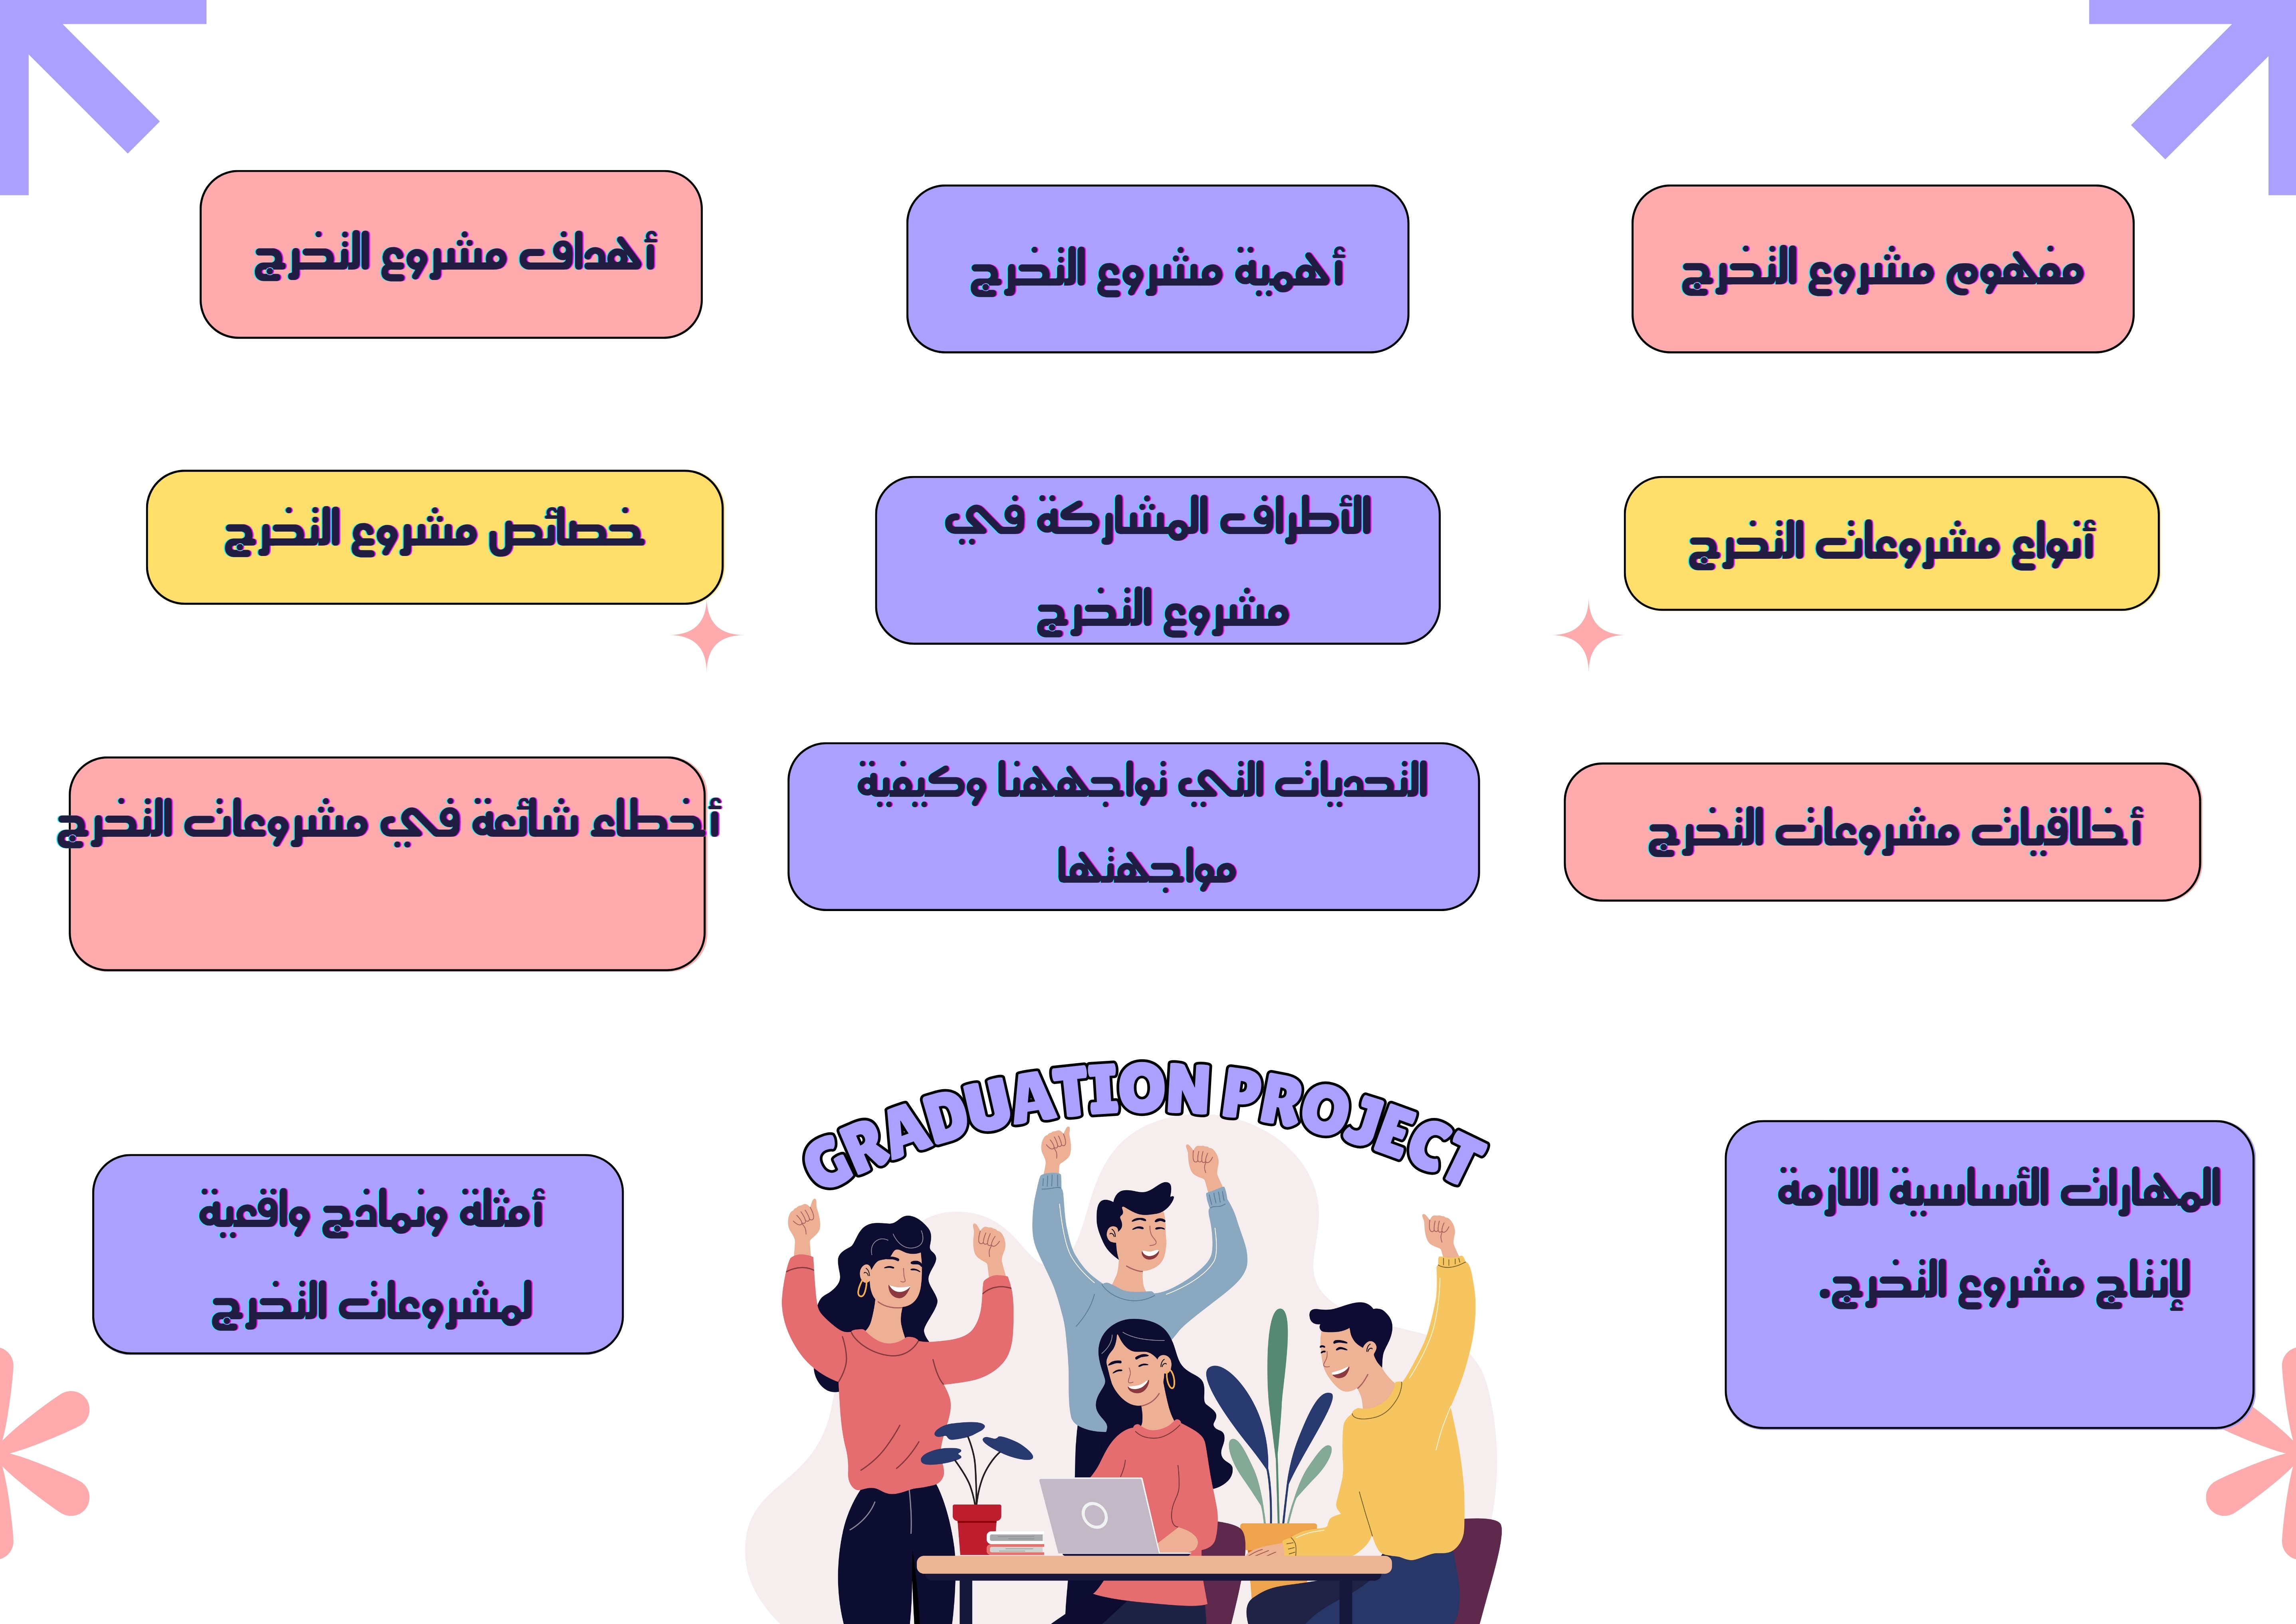 مفهوم مشروع التخرج
أهمية مشروع التخرج
أهداف مشروع التخرج
أنواع مشروعات التخرج
الأطراف المشاركة في
مشروع التخرج
خصائص مشروع التخرج
أخلاقيات مشروعات التخرج
التحديات التي تواجههنا وكيفية
مواجهتها
أخطاء شائعة في مشروعات التخرج
المهارات الأساسية اللازمة
لإنتاج مشروع التخرج.
GRADUATION PROJECT
أمثلة ونماذج واقعية
لمشروعات التخرج